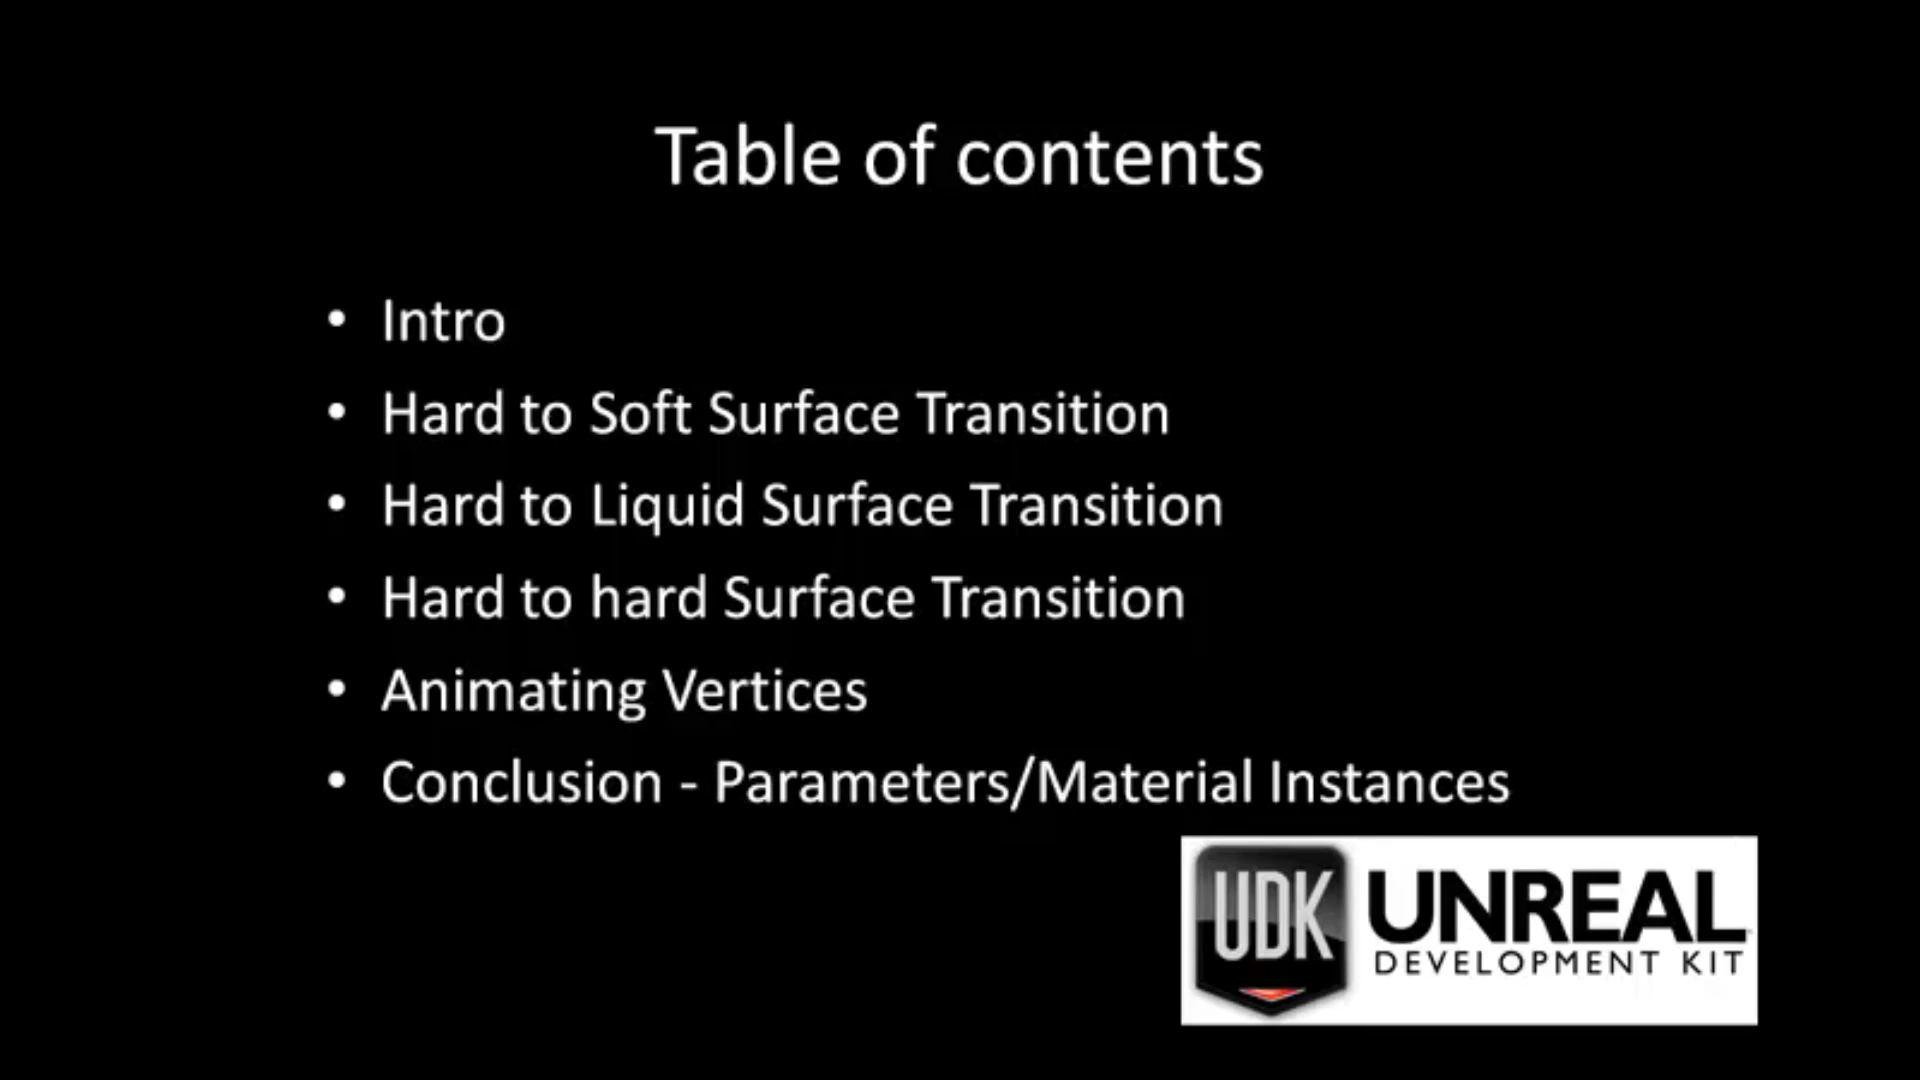 Table of contents
• Intro
• Hard to Soft Surface Transition
• Hard to Liquid Surface Transition
• Hard to hard Surface Transition
• Animating Vertices
• Conclusion - Parameters/Material Instances
UDK UNREAL
DEVELOPMENT KIT